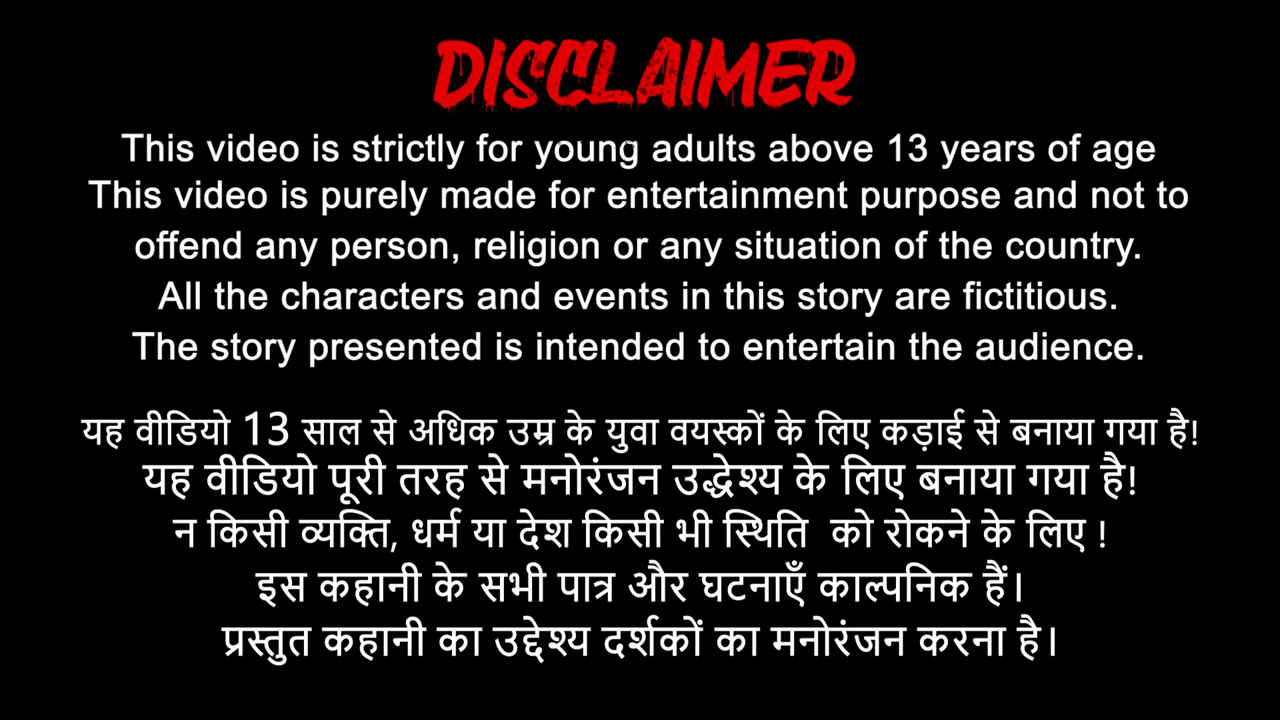 DISCLAIMER
This video is strictly for young adults above 13 years of age
This video is purely made for entertainment purpose and not to
offend any person, religion or any situation of the country.
All the characters and events in this story are fictitious.
The story presented is intended to entertain the audience.
यह वीडियो 13 साल से अधिक उम्र के युवा वयस्कों के लिए कड़ाई से बनाया गया है!
यह वीडियो पूरी तरह से मनोरंजन उद्धेश्य के लिए बनाया गया है!
न किसी व्यक्ति, धर्म या देश किसी भी स्थिति को रोकने के लिए !
इस कहानी के सभी पात्र और घटनाएँ काल्पनिक हैं।
प्रस्तुत कहानी का उद्देश्य दर्शकों का मनोरंजन करना है।